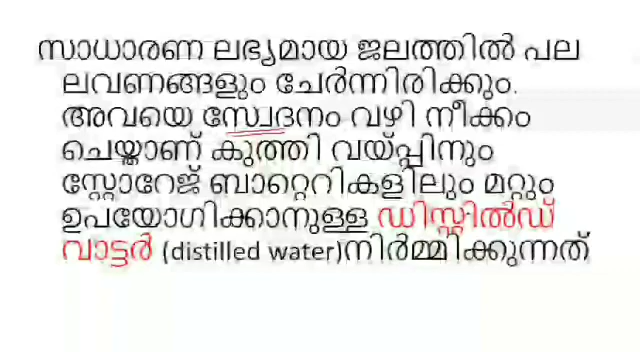 സാധാരണ ലഭ്യമായ ജലത്തിൽ പല
ലവണങ്ങളും ചേർന്നിരിക്കും.
അവയെ സ്വേദനം വഴി നീക്കം
ചെയ്താണ് കുത്തി വയ്പ്പിനും
സ്റ്റോറേജ് ബാറ്ററികളിലും മറ്റും
ഉപയോഗിക്കാനുള്ള ഡിസ്റ്റിൽഡ്
വാട്ടർ (distilled water)നിർമ്മിക്കുന്നത്